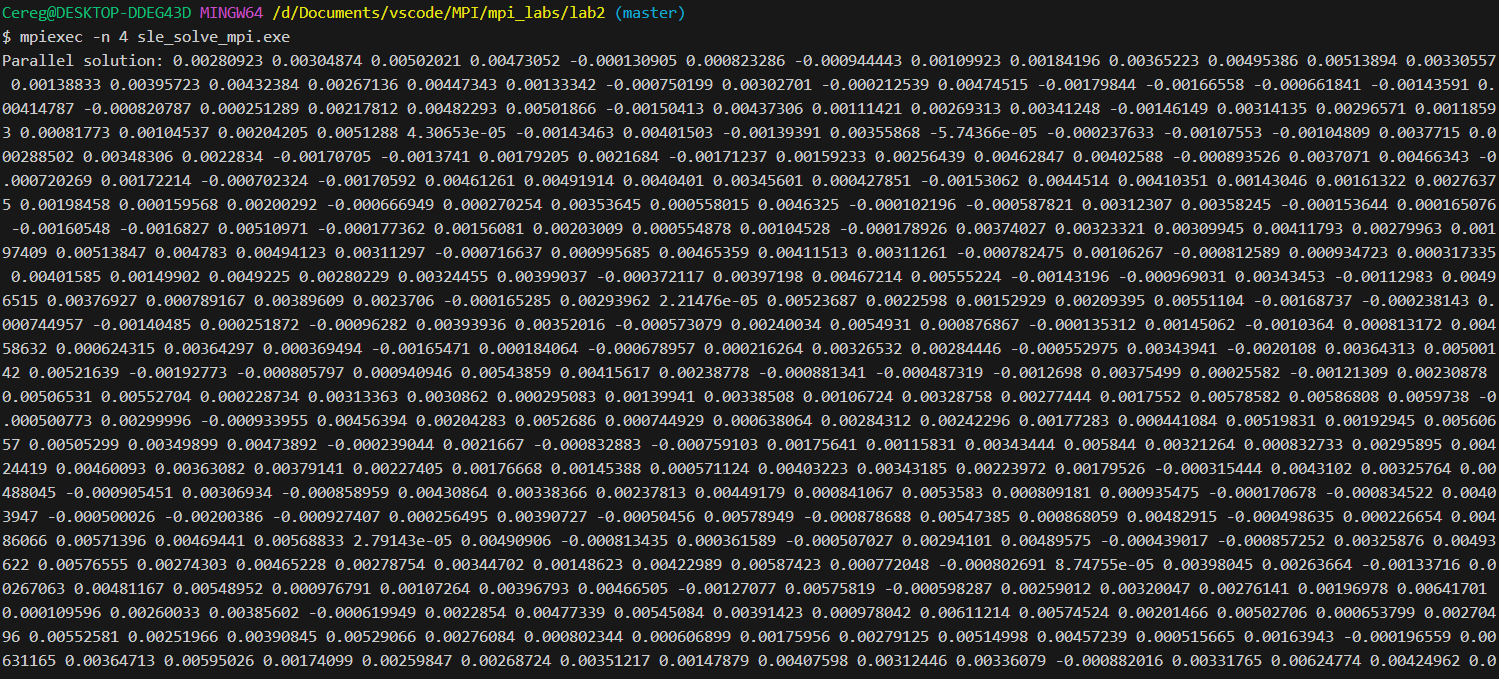 Cereg@DESKTOP-DDEG43D MINGW64 /d/Documents/vscode/MPI/mpi_labs/lab2 (master)
$ mpiexec -n 4 sle_solve_mpi.exe
Parallel solution: 0.00280923 0.00304874 0.00502021 0.00473052 -0.000130905 0.000823286 -0.000944443 0.00109923 0.00184196 0.00365223 0.00495386 0.00513894 0.00330557
0.00138833 0.00395723 0.00432384 0.00267136 0.00447343 0.00133342 -0.000750199 0.00302701 -0.000212539 0.00474515 -0.00179844 -0.00166558 -0.000661841 -0.00143591 0.
00414787 -0.000820787 0.000251289 0.00217812 0.00482293 0.00501866 -0.00150413 0.00437306 0.00111421 0.00269313 0.00341248 -0.00146149 0.00314135 0.00296571 0.0011859
3 0.00081773 0.00104537 0.00204205 0.0051288 4.30653e-05 -0.00143463 0.00401503 -0.00139391 0.00355868 -5.74366e-05 -0.000237633 -0.00107553 -0.00104809 0.0037715 0.0
00288502 0.00348306 0.0022834 -0.00170705 -0.0013741 0.00179205 0.0021684 -0.00171237 0.00159233 0.00256439 0.00462847 0.00402588 -0.000893526 0.0037071 0.00466343 -0
.000720269 0.00172214 -0.000702324 -0.00170592 0.00461261 0.00491914 0.0040401 0.00345601 0.000427851 -0.00153062 0.0044514 0.00410351 0.00143046 0.00161322 0.0027637
5 0.00198458 0.000159568 0.00200292 -0.000666949 0.000270254 0.00353645 0.000558015 0.0046325 -0.000102196 -0.000587821 0.00312307 0.00358245 -0.000153644 0.000165076
-0.00160548 -0.0016827 0.00510971 -0.000177362 0.00156081 0.00203009 0.000554878 0.00104528 -0.000178926 0.00374027 0.00323321 0.00309945 0.00411793 0.00279963 0.001
97409 0.00513847 0.004783 0.00494123 0.00311297 -0.000716637 0.000995685 0.00465359 0.00411513 0.00311261 -0.000782475 0.00106267 -0.000812589 0.000934723 0.000317335
0.00401585 0.00149902 0.0049225 0.00280229 0.00324455 0.00399037 -0.000372117 0.00397198 0.00467214 0.00555224 -0.00143196 -0.000969031 0.00343453 -0.00112983 0.0049
6515 0.00376927 0.000789167 0.00389609 0.0023706 -0.000165285 0.00293962 2.21476e-05 0.00523687 0.0022598 0.00152929 0.00209395 0.00551104 -0.00168737 -0.000238143 0.
000744957 -0.00140485 0.000251872 -0.00096282 0.00393936 0.00352016 -0.000573079 0.00240034 0.0054931 0.000876867 -0.000135312 0.00145062 -0.0010364 0.000813172 0.004
58632 0.000624315 0.00364297 0.000369494 -0.00165471 0.000184064 -0.000678957 0.000216264 0.00326532 0.00284446 -0.000552975 0.00343941 -0.0020108 0.00364313 0.005001
42 0.00521639 -0.00192773 -0.000805797 0.000940946 0.00543859 0.00415617 0.00238778 -0.000881341 -0.000487319 -0.0012698 0.00375499 0.00025582 -0.00121309 0.00230878
0.00506531 0.00552704 0.000228734 0.00313363 0.0030862 0.000295083 0.00139941 0.00338508 0.00106724 0.00328758 0.00277444 0.0017552 0.00578582 0.00586808 0.0059738 -0
.000500773 0.00299996 -0.000933955 0.00456394 0.00204283 0.0052686 0.000744929 0.000638064 0.00284312 0.00242296 0.00177283 0.000441084 0.00519831 0.00192945 0.005606
57 0.00505299 0.00349899 0.00473892 -0.000239044 0.0021667 -0.000832883 -0.000759103 0.00175641 0.00115831 0.00343444 0.005844 0.00321264 0.000832733 0.00295895 0.004
24419 0.00460093 0.00363082 0.00379141 0.00227405 0.00176668 0.00145388 0.000571124 0.00403223 0.00343185 0.00223972 0.00179526 -0.000315444 0.0043102 0.00325764 0.00
488045 -0.000905451 0.00306934 -0.000858959 0.00430864 0.00338366 0.00237813 0.00449179 0.000841067 0.0053583 0.000809181 0.000935475 -0.000170678 -0.000834522 0.0040
3947 -0.000500026 -0.00200386 -0.000927407 0.000256495 0.00390727 -0.00050456 0.00578949 -0.000878688 0.00547385 0.000868059 0.00482915 -0.000498635 0.000226654 0.004
86066 0.00571396 0.00469441 0.00568833 2.79143e-05 0.00490906 -0.000813435 0.000361589 -0.000507027 0.00294101 0.00489575 -0.000439017 -0.000857252 0.00325876 0.00493
622 0.00576555 0.00274303 0.00465228 0.00278754 0.00344702 0.00148623 0.00422989 0.00587423 0.000772048 -0.000802691 8.74755e-05 0.00398045 0.00263664 -0.00133716 0.0
0267063 0.00481167 0.00548952 0.000976791 0.00107264 0.00396793 0.00466505 -0.00127077 0.00575819 -0.000598287 0.00259012 0.00320047 0.00276141 0.00196978 0.00641701
0.000109596 0.00260033 0.00385602 -0.000619949 0.0022854 0.00477339 0.00545084 0.00391423 0.000978042 0.00611214 0.00574524 0.00201466 0.00502706 0.000653799 0.002704
96 0.00552581 0.00251966 0.00390845 0.00529066 0.00276084 0.000802344 0.000606899 0.00175956 0.00279125 0.00514998 0.00457239 0.000515665 0.00163943 -0.000196559 0.00
631165 0.00364713 0.00595026 0.00174099 0.00259847 0.00268724 0.00351217 0.00147879 0.00407598 0.00312446 0.00336079 -0.000882016 0.00331765 0.00624774 0.00424962 0.0